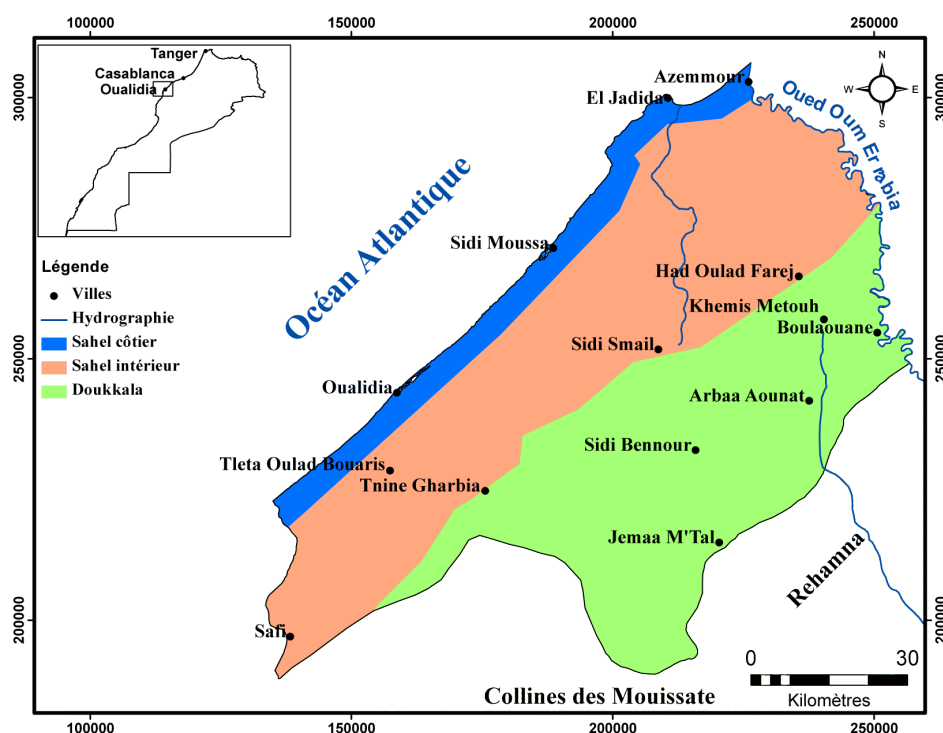 100000 150000 200000 250000
Tanger
Casablanca
Oualidia
N
W E
S
300000
300000
Azemmour
El Jadida
Oued Oum Errabia
Océan Atlantique
Sidi Moussa
Légende
Villes
Hydrographie
Sahel côtier
Sahel intérieur
Doukkala
Had Oulad Farej
Khemis Metouh
Boulaouane
Sidi Smail
250000
250000
Oualidia
Arbaa Aounat
Sidi Bennour
Tleta Oulad Bouaris
Tnine Gharbia
Jemaa M'Tal
Rehamna
200000
200000
Safi
0 30
Kilomètres
Collines des Mouissate
100000 150000 200000 250000